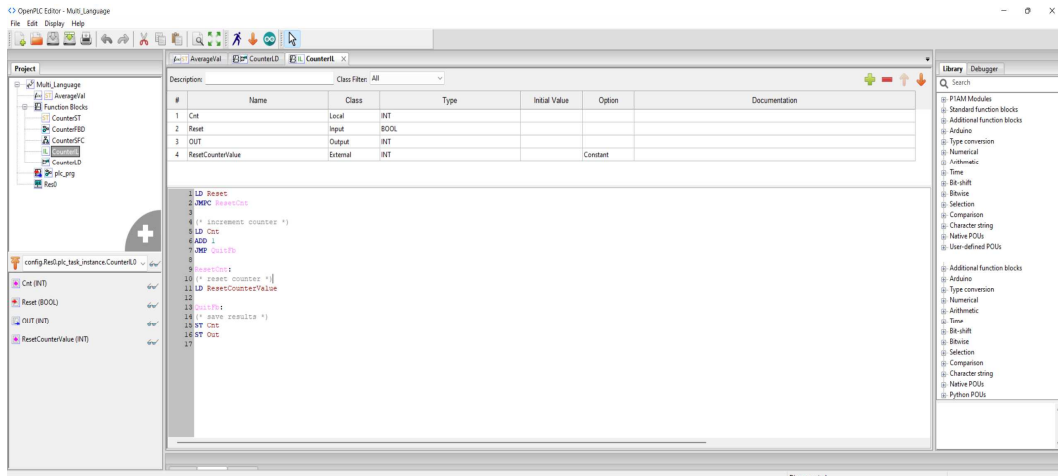 OpenPLC Editor - Multi_Language
File Edit Display Help
Project
Multi_Language
AverageVal
Function Blocks
CounterST
CounterFBD
CounterSFC
CounterIL
CounterLD
plc_prg
Res0
config.Res0.plc_task_instance.CounterIL0
Cnt (INT)
Reset (BOOL)
OUT (INT)
ResetCounterValue (INT)
AverageVal CounterLD CounterIL
Description: Class Filter: All
# Name Class Type Initial Value Option Documentation
1 Cnt Local INT
2 Reset Input BOOL
3 OUT Output INT
4 ResetCounterValue External INT Constant
1 LD Reset
2 JMPC ResetCnt
3
4 (* increment counter *)
5 LD Cnt
6 ADD 1
7 JMP QuitFb
8
9 ResetCnt:
10 (* reset counter *)
11 LD ResetCounterValue
12
13 QuitFb:
14 (* save results *)
15 ST Cnt
16 ST Out
17
Library Debugger
Search
P1AM Modules
Standard function blocks
Additional function blocks
Arduino
Type conversion
Numerical
Arithmetic
Time
Bit-shift
Bitwise
Selection
Comparison
Character string
Native POUs
User-defined POUs
Additional function blocks
Arduino
Type conversion
Numerical
Arithmetic
Time
Bit-shift
Bitwise
Selection
Comparison
Character string
Native POUs
Python POUs